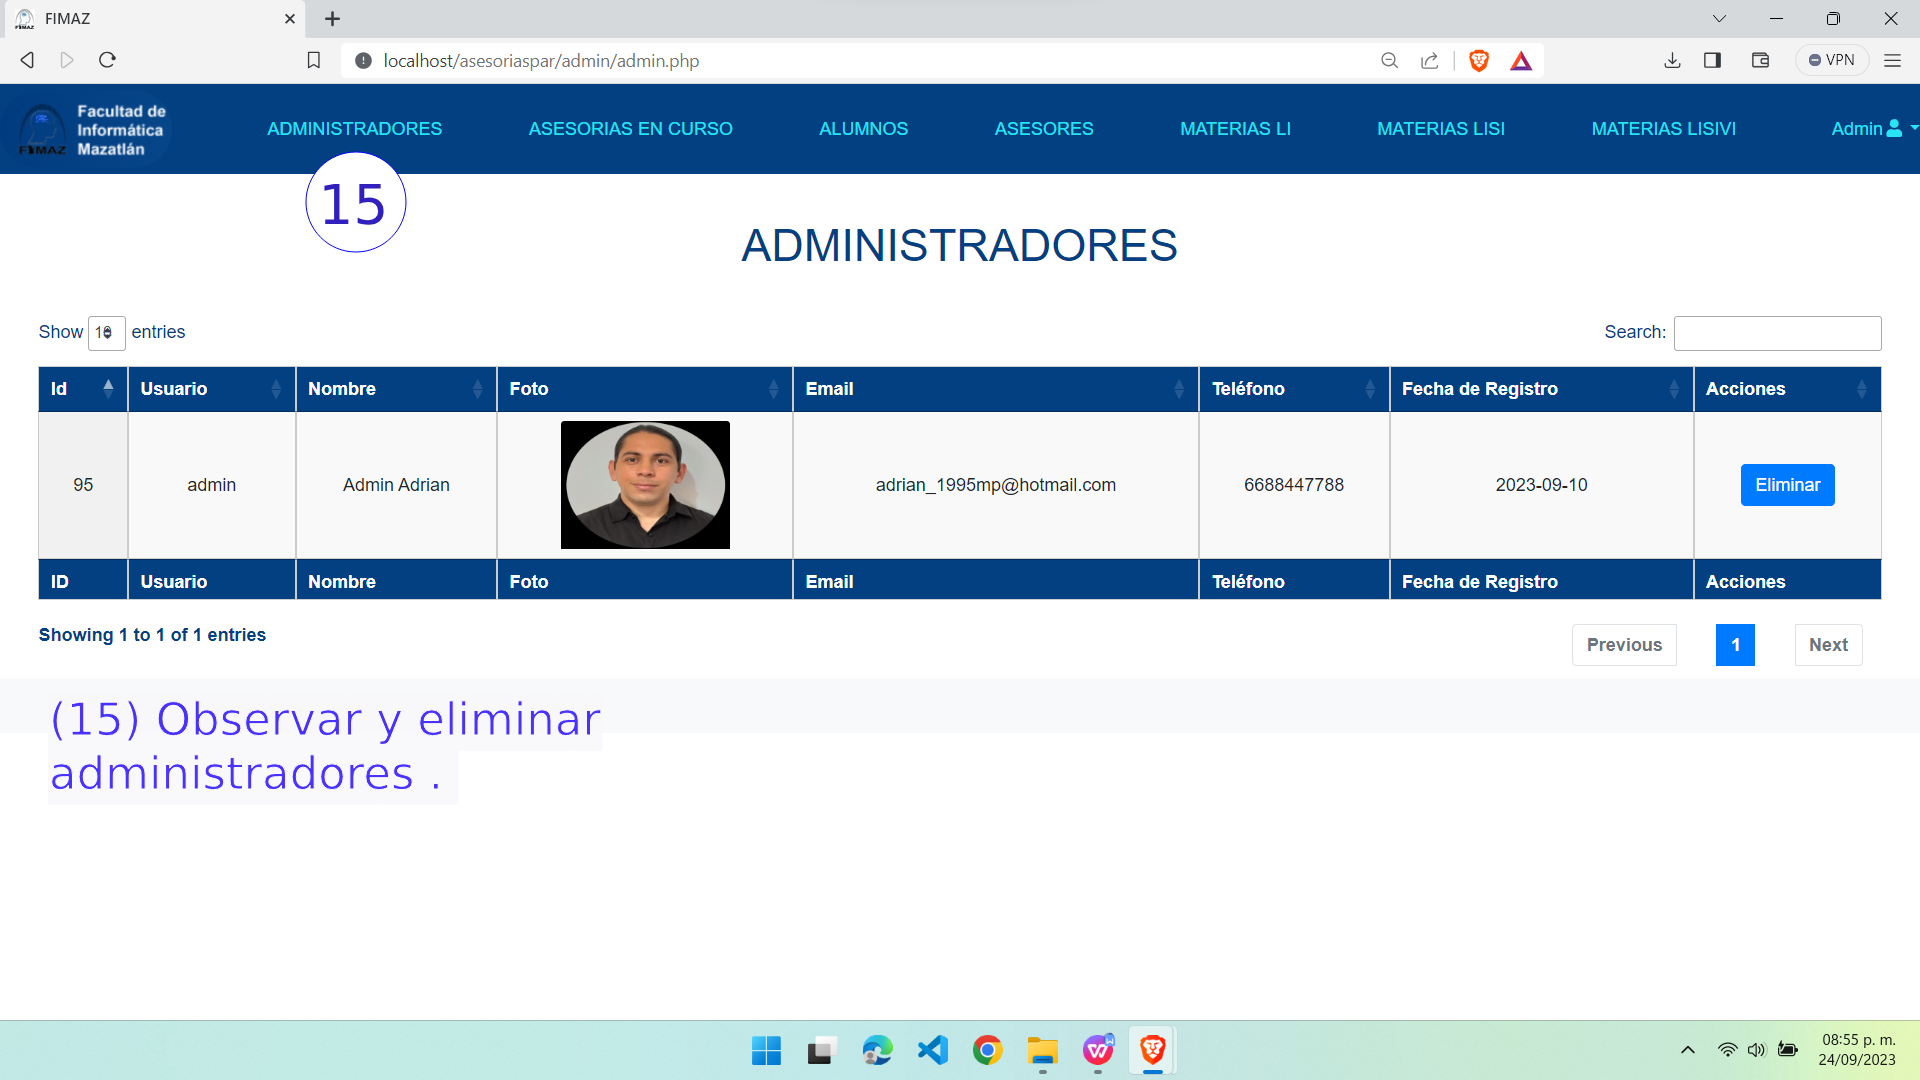 FIMAZ
localhost/asesoriaspar/admin/admin.php
VPN
Facultad de
Informática
Mazatlán
FIMAZ
ADMINISTRADORES ASESORIAS EN CURSO ALUMNOS ASESORES MATERIAS LI MATERIAS LISI MATERIAS LISIVI Admin
15
ADMINISTRADORES
Show 10 entries Search:
Id Usuario Nombre Foto Email Teléfono Fecha de Registro Acciones
95 admin Admin Adrian adrian_1995mp@hotmail.com 6688447788 2023-09-10 Eliminar
ID Usuario Nombre Foto Email Teléfono Fecha de Registro Acciones
Showing 1 to 1 of 1 entries Previous 1 Next
(15) Observar y eliminar
administradores .
08:55 p. m.
24/09/2023